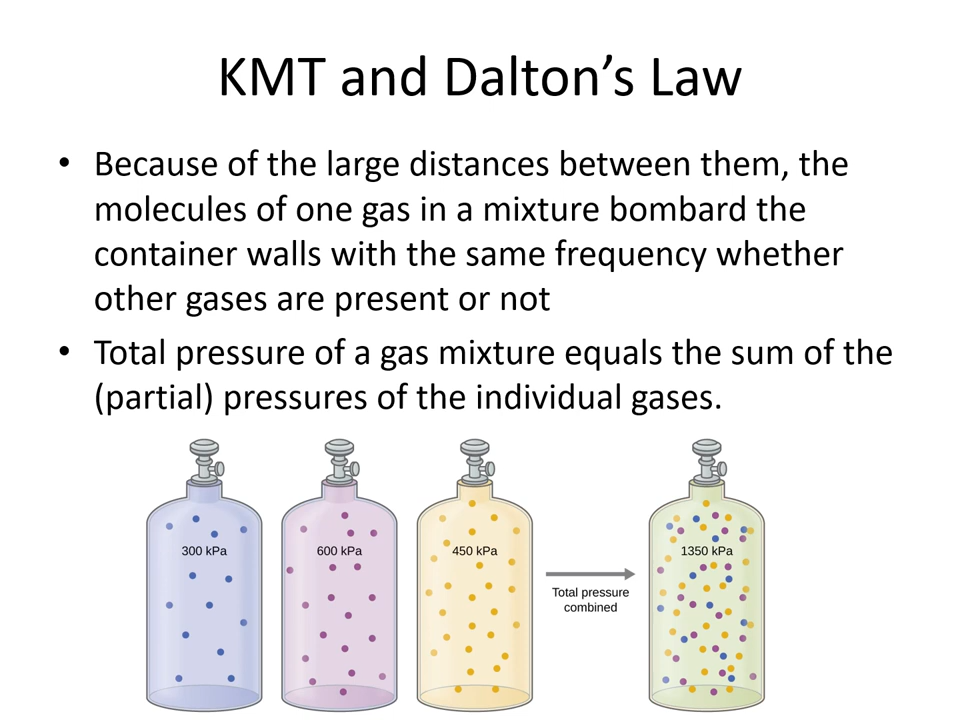 KMT and Dalton’s Law
• Because of the large distances between them, the
molecules of one gas in a mixture bombard the
container walls with the same frequency whether
other gases are present or not
• Total pressure of a gas mixture equals the sum of the
(partial) pressures of the individual gases.
300 kPa
600 kPa
450 kPa
Total pressure
combined
1350 kPa